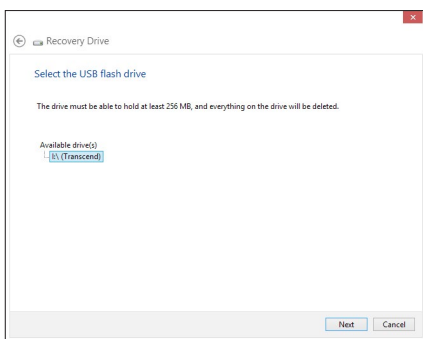 Recovery Drive
Select the USB flash drive
The drive must be able to hold at least 256 MB, and everything on the drive will be deleted.
Available drive(s)
I:\ (Transcend)
Next Cancel